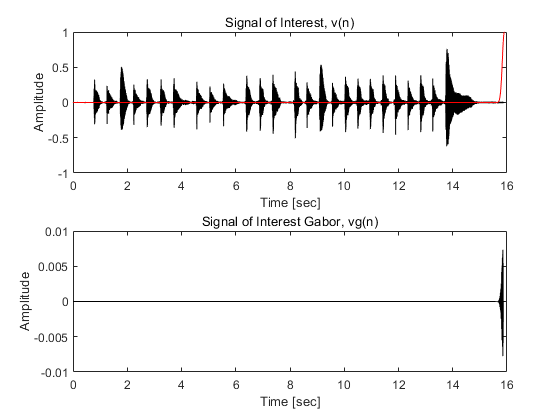 Signal of Interest, v(n)
1
0.5
0
-0.5
-1
Amplitude
0 2 4 6 8 10 12 14 16
Time [sec]
Signal of Interest Gabor, vg(n)
0.01
0.005
0
-0.005
-0.01
Amplitude
0 2 4 6 8 10 12 14 16
Time [sec]